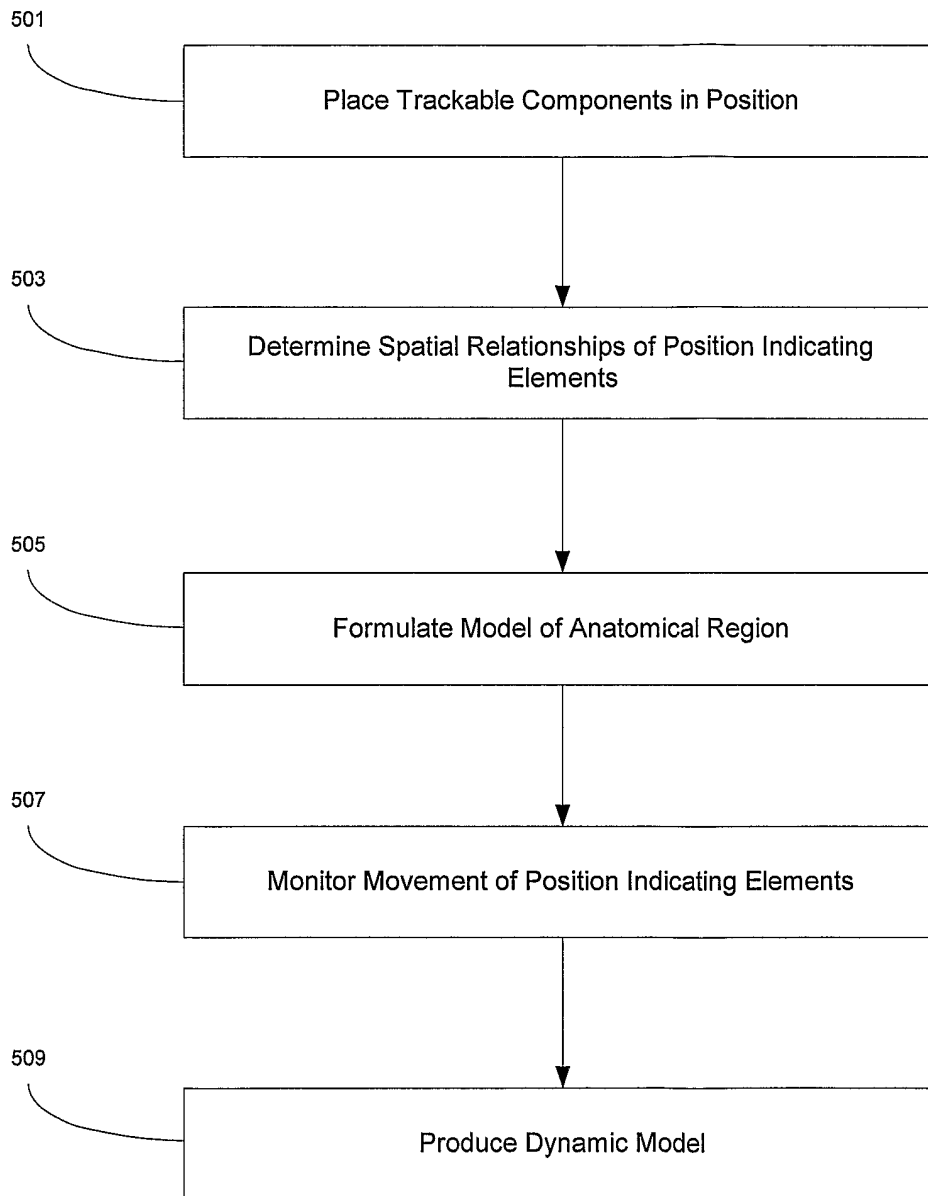 501
Place Trackable Components in Position
503
Determine Spatial Relationships of Position Indicating
Elements
505
Formulate Model of Anatomical Region
507
Monitor Movement of Position Indicating Elements
509
Produce Dynamic Model